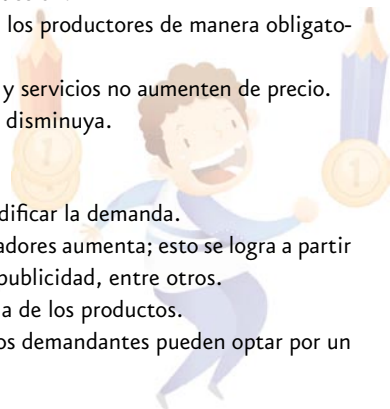 los productores de manera obligato-
y servicios no aumenten de precio.
disminuya.
dificar la demanda.
adores aumenta; esto se logra a partir
publicidad, entre otros.
a de los productos.
os demandantes pueden optar por un